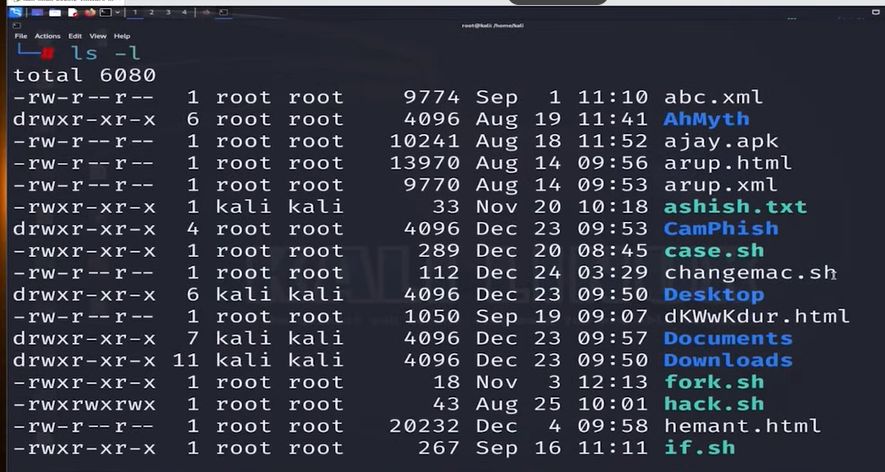 1 2 3 4
root@kali: /home/kali
File Actions Edit View Help
└─# ls -l
total 6080
-rw-r--r-- 1 root root 9774 Sep 1 11:10 abc.xml
drwxr-xr-x 6 root root 4096 Aug 19 11:41 AhMyth
-rw-r--r-- 1 root root 10241 Aug 18 11:52 ajay.apk
-rw-r--r-- 1 root root 13970 Aug 14 09:56 arup.html
-rw-r--r-- 1 root root 9770 Aug 14 09:53 arup.xml
-rwxr-xr-x 1 kali kali 33 Nov 20 10:18 ashish.txt
drwxr-xr-x 4 root root 4096 Dec 23 09:53 CamPhish
-rwxr-xr-x 1 root root 289 Dec 20 08:45 case.sh
-rw-r--r-- 1 root root 112 Dec 24 03:29 changemac.sh
drwxr-xr-x 6 kali kali 4096 Dec 23 09:50 Desktop
-rw-r--r-- 1 root root 1050 Sep 19 09:07 dKWwKdur.html
drwxr-xr-x 7 kali kali 4096 Dec 23 09:57 Documents
drwxr-xr-x 11 kali kali 4096 Dec 23 09:50 Downloads
-rwxr-xr-x 1 root root 18 Nov 3 12:13 fork.sh
-rwxrwxrwx 1 root root 43 Aug 25 10:01 hack.sh
-rw-r--r-- 1 root root 20232 Dec 4 09:58 hemant.html
-rwxr-xr-x 1 root root 267 Sep 16 11:11 if.sh